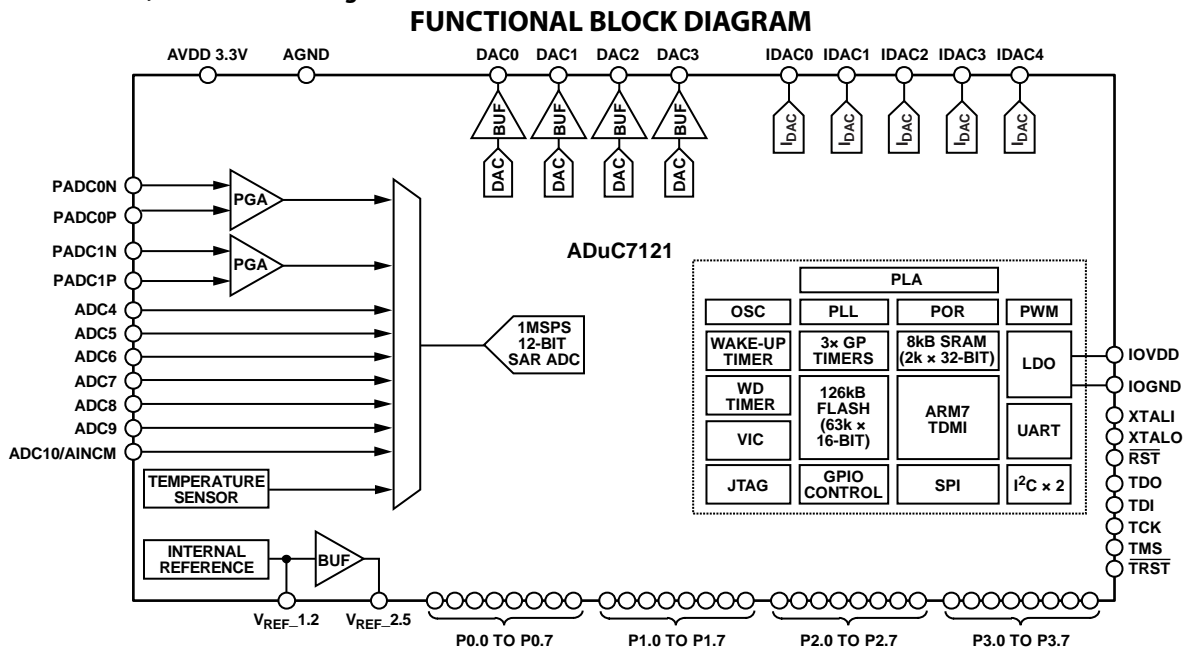 FUNCTIONAL BLOCK DIAGRAM
AVDD 3.3V
AGND
DAC0
DAC1
DAC2
DAC3
IDAC0
IDAC1
IDAC2
IDAC3
IDAC4
BUF
BUF
BUF
BUF
DAC
DAC
DAC
DAC
IDAC
IDAC
IDAC
IDAC
IDAC
PADC0N
PADC0P
PGA
PADC1N
PADC1P
PGA
ADC4
ADC5
ADC6
ADC7
ADC8
ADC9
ADC10/AINCM
TEMPERATURE
SENSOR
INTERNAL
REFERENCE
BUF
VREF_1.2
VREF_2.5
1MSPS
12-BIT
SAR ADC
ADuC7121
PLA
OSC
PLL
POR
PWM
WAKE-UP
TIMER
3× GP
TIMERS
8kB SRAM
(2k × 32-BIT)
LDO
WD
TIMER
126kB
FLASH
(63k ×
16-BIT)
ARM7
TDMI
UART
VIC
JTAG
GPIO
CONTROL
SPI
I2C × 2
IOVDD
IOGND
XTALI
XTALO
RST
TDO
TDI
TCK
TMS
TRST
P0.0 TO P0.7
P1.0 TO P1.7
P2.0 TO P2.7
P3.0 TO P3.7